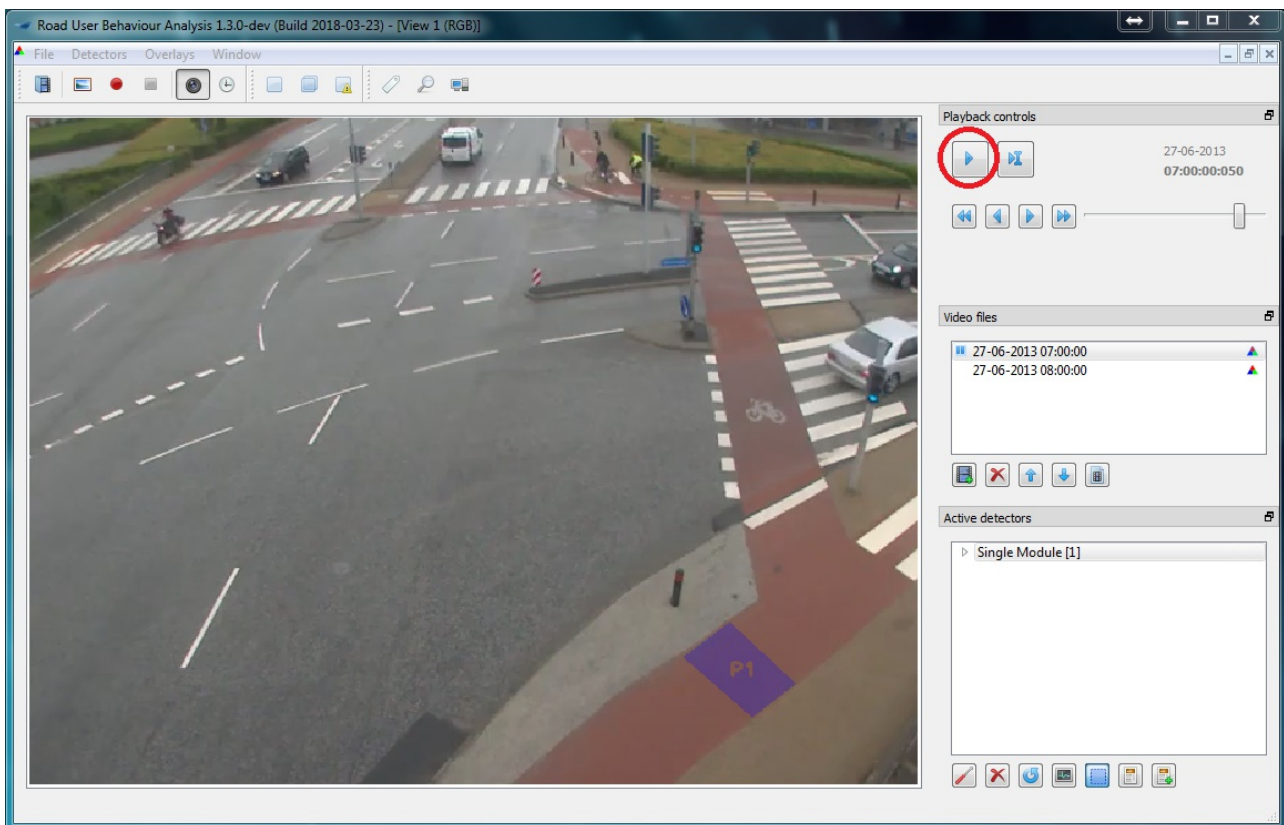 Road User Behaviour Analysis 1.3.0-dev (Build 2018-03-23) - [View 1 (RGB)]
File Detectors Overlays Window
Playback controls
27-06-2013
07:00:00:050
Video files
27-06-2013 07:00:00
27-06-2013 08:00:00
Active detectors
Single Module [1]
P1